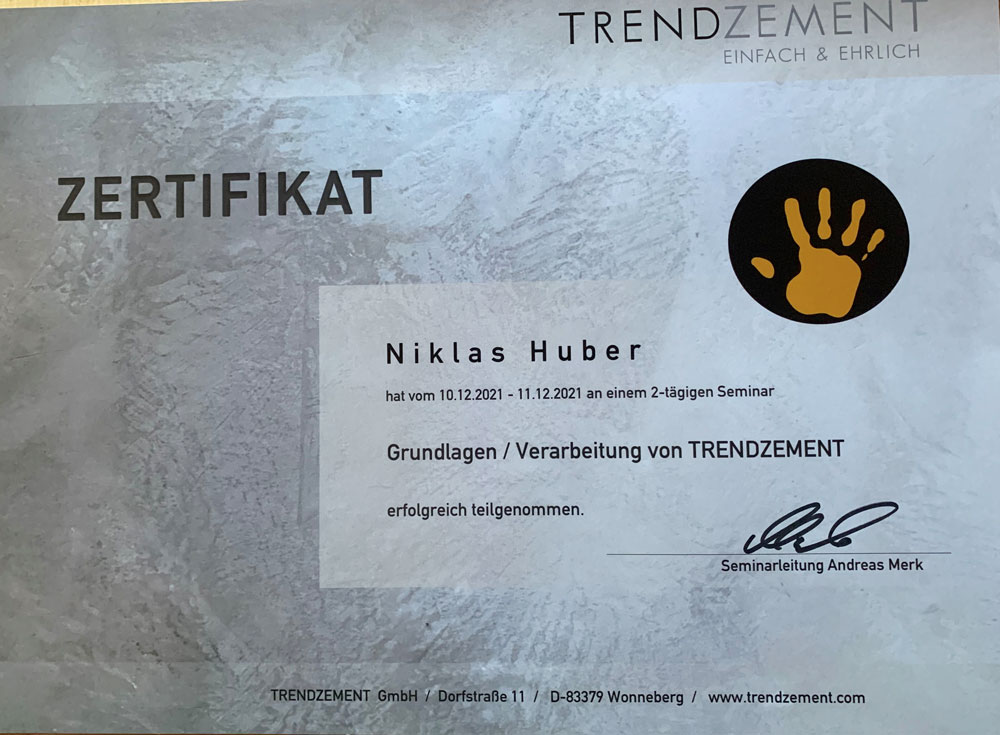 TRENDZEMENT
EINFACH & EHRLICH
ZERTIFIKAT
Niklas Huber
hat vom 10.12.2021 - 11.12.2021 an einem 2-tägigen Seminar
Grundlagen / Verarbeitung von TRENDZEMENT
erfolgreich teilgenommen.
Seminarleitung Andreas Merk
TRENDZEMENT GmbH / Dorfstraße 11 / D-83379 Wonneberg / www.trendzement.com